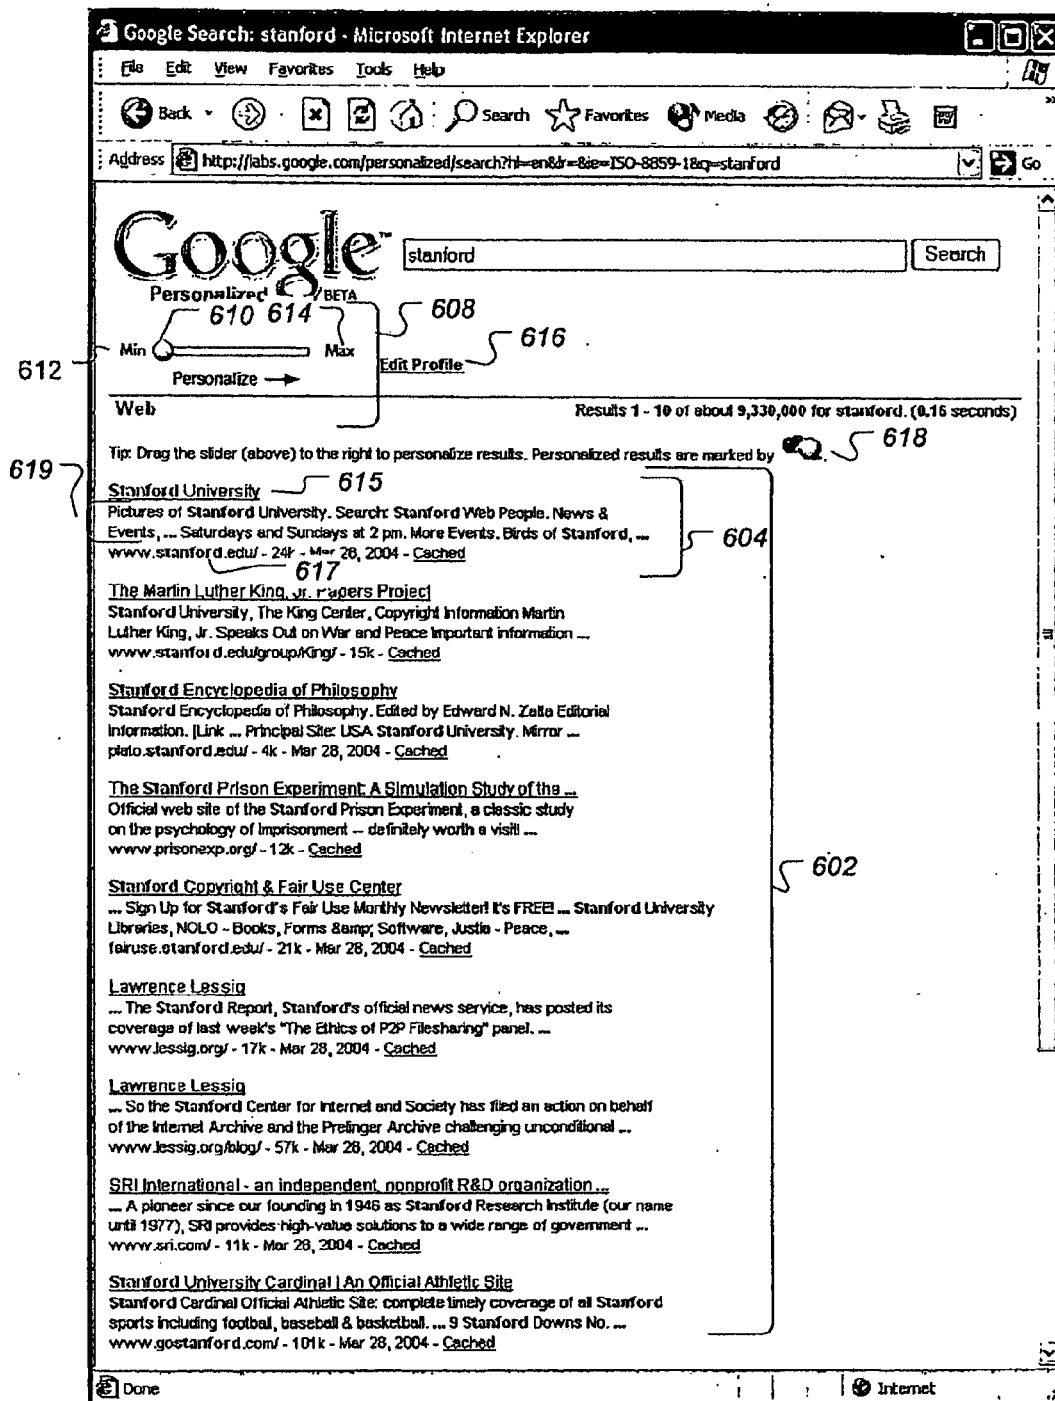 Google Search: stanford - Microsoft Internet Explorer
File Edit View Favorites Tools Help
Back Search Favorites Media
Address http://labs.google.com/personalized/search?hl=en&lr=&ie=ISO-8859-1&q=stanford Go
Google™ stanford Search
Personalized BETA
610 614 608
616
612 Min Max
Edit Profile
Personalize
Web Results 1 - 10 of about 9,330,000 for stanford. (0.16 seconds)
618
Tip: Drag the slider (above) to the right to personalize results. Personalized results are marked by .
619
Stanford University 615
Pictures of Stanford University. Search: Stanford Web People. News &
Events, ... Saturdays and Sundays at 2 pm. More Events. Birds of Stanford, ...
604
www.stanford.edu/ - 24k - Mar 28, 2004 - Cached
617
The Martin Luther King, Jr. Papers Project
Stanford University, The King Center, Copyright Information Martin
Luther King, Jr. Speaks Out on War and Peace Important information ...
www.stanford.edu/group/King/ - 15k - Cached
Stanford Encyclopedia of Philosophy
Stanford Encyclopedia of Philosophy. Edited by Edward N. Zalta Editorial
Information. [Link ... Principal Site: USA Stanford University. Mirror ...
plato.stanford.edu/ - 4k - Mar 28, 2004 - Cached
The Stanford Prison Experiment: A Simulation Study of the ...
Official web site of the Stanford Prison Experiment, a classic study
on the psychology of imprisonment -- definitely worth a visit! ...
www.prisonexp.org/ - 12k - Cached
602
Stanford Copyright & Fair Use Center
... Sign Up for Stanford's Fair Use Monthly Newsletter! It's FREE! ... Stanford University
Libraries, NOLO - Books, Forms &amp; Software, Justia - Peace, ...
fairuse.stanford.edu/ - 21k - Mar 28, 2004 - Cached
Lawrence Lessig
... The Stanford Report, Stanford's official news service, has posted its
coverage of last week's "The Ethics of P2P Filesharing" panel. ...
www.lessig.org/ - 17k - Mar 28, 2004 - Cached
Lawrence Lessig
... So the Stanford Center for Internet and Society has filed an action on behalf
of the Internet Archive and the Prelinger Archive challenging unconditional ...
www.lessig.org/blog/ - 57k - Mar 28, 2004 - Cached
SRI International - an independent, nonprofit R&D organization ...
... A pioneer since our founding in 1946 as Stanford Research Institute (our name
until 1977), SRI provides high-value solutions to a wide range of government ...
www.sri.com/ - 11k - Mar 28, 2004 - Cached
Stanford University Cardinal | An Official Athletic Site
Stanford Cardinal Official Athletic Site: complete timely coverage of all Stanford
sports including football, baseball & basketball. ... 9 Stanford Downs No. ...
www.gostanford.com/ - 101k - Mar 28, 2004 - Cached
Done Internet